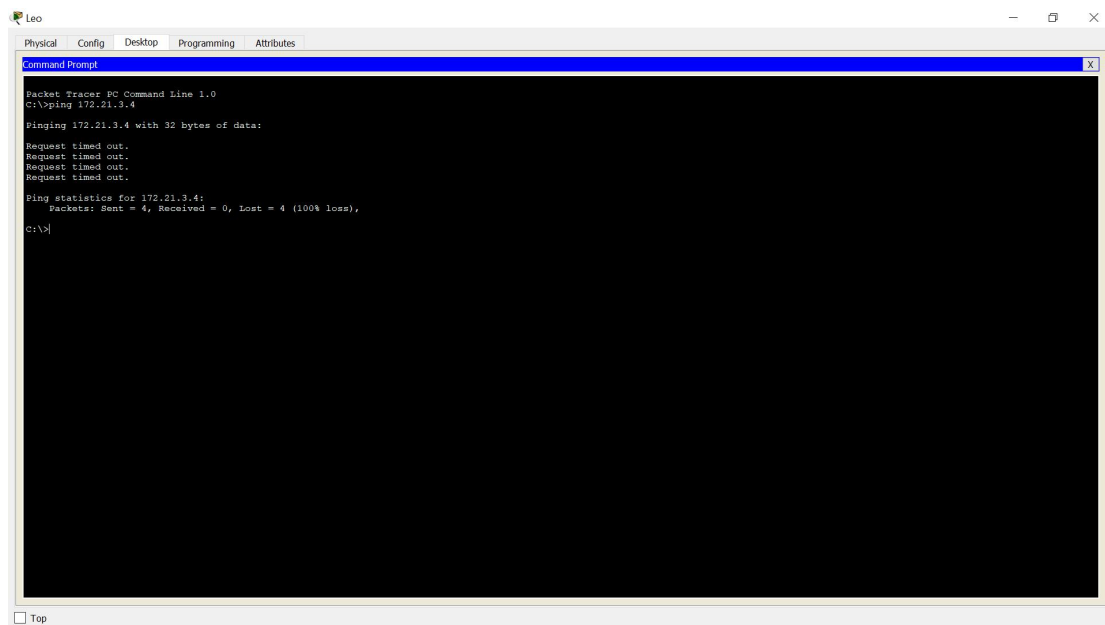 Leo
Physical Config Desktop Programming Attributes
Command Prompt
X
Packet Tracer PC Command Line 1.0
C:\>ping 172.21.3.4
Pinging 172.21.3.4 with 32 bytes of data:
Request timed out.
Request timed out.
Request timed out.
Request timed out.
Ping statistics for 172.21.3.4:
Packets: Sent = 4, Received = 0, Lost = 4 (100% loss),
C:\>
Top